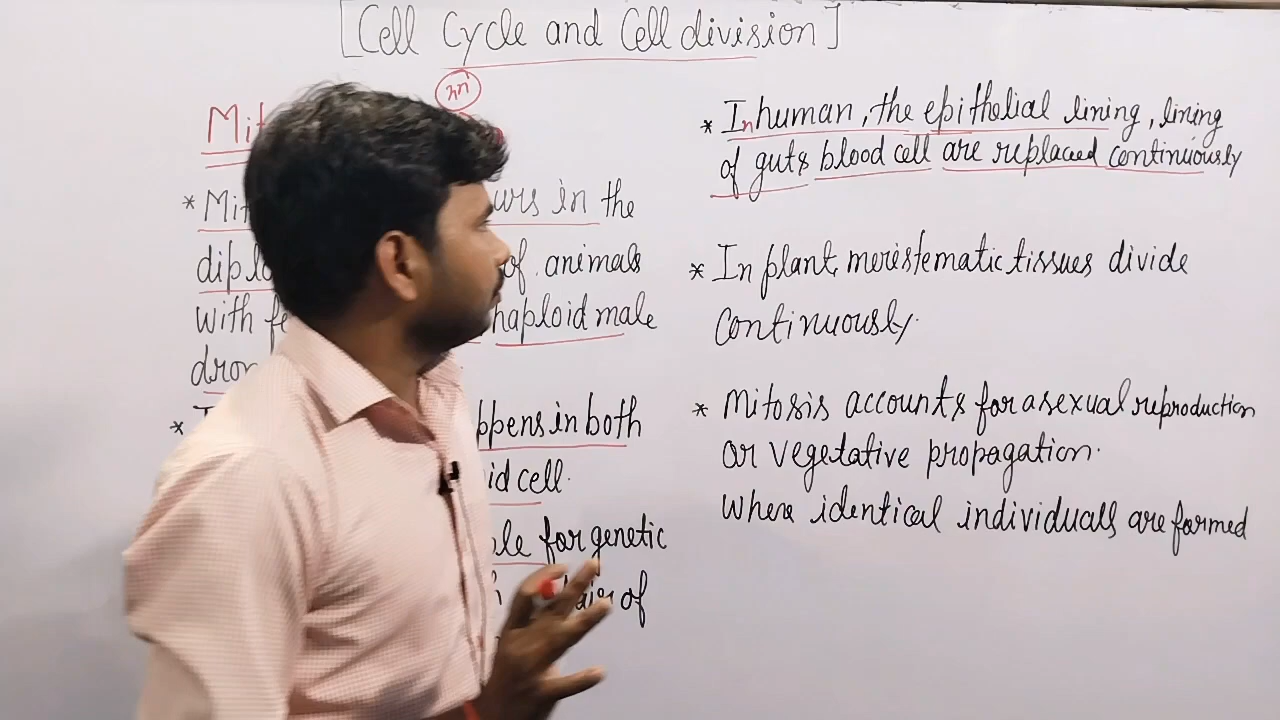 [Cell Cycle and Cell division]
Mit
* Mit urs in the
diplo of animals
with fe haploid male
dron
* ppens in both
id cell.
le for genetic
of
* In human, the epithelial lining, lining
of guts blood cell are replaced continuously
* In plant, meristematic tissues divide
continuously.
* Mitosis accounts for asexual reproduction
or vegetative propagation.
Where identical individuals are formed